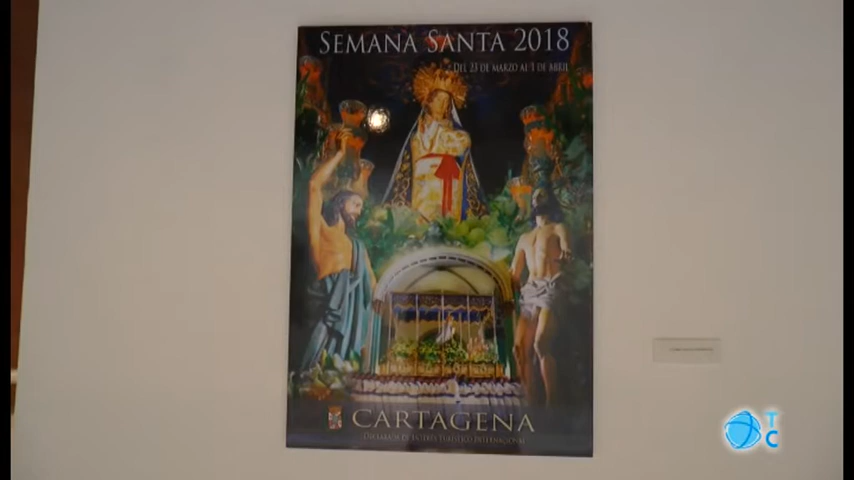 SEMANA SANTA 2018
DEL 23 DE MARZO AL 1 DE ABRIL
CARTAGENA
DECLARADA DE INTERÉS TURÍSTICO INTERNACIONAL
TC